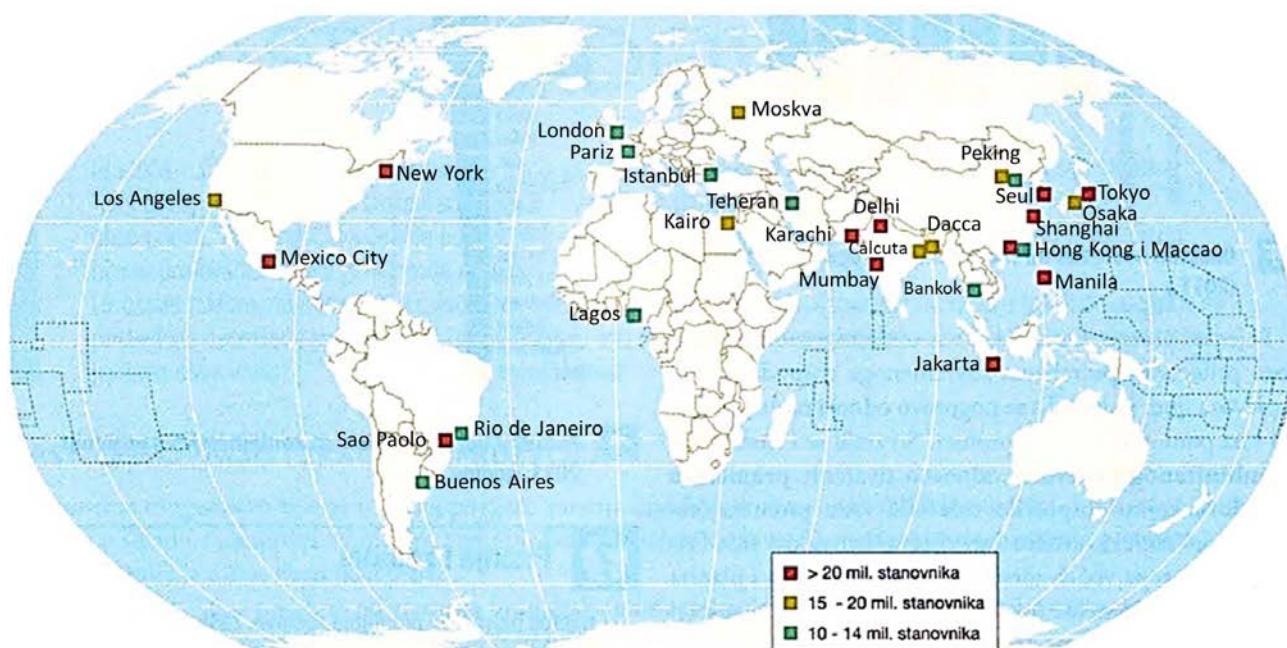 Moskva
London
Pariz
Peking
New York
Istanbul
Los Angeles
Teheran
Seul
Tokyo
Delhi
Osaka
Kairo
Dacca
Karachi
Shanghai
Calcuta
Hong Kong i Maccao
Mexico City
Mumbay
Manila
Bankok
Lagos
Jakarta
Rio de Janeiro
Sao Paolo
Buenos Aires
> 20 mil. stanovnika
15 - 20 mil. stanovnika
10 - 14 mil. stanovnika